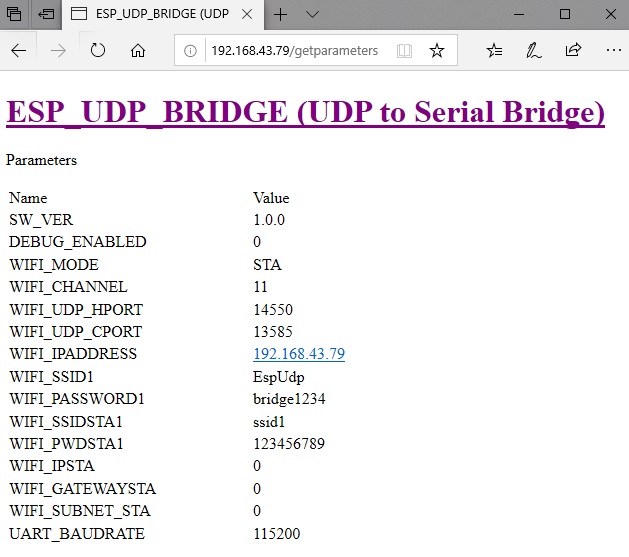 ESP_UDP_BRIDGE (UDP
192.168.43.79/getparameters
ESP_UDP_BRIDGE (UDP to Serial Bridge)
Parameters
Name Value
SW_VER 1.0.0
DEBUG_ENABLED 0
WIFI_MODE STA
WIFI_CHANNEL 11
WIFI_UDP_HPORT 14550
WIFI_UDP_CPORT 13585
WIFI_IPADDRESS 192.168.43.79
WIFI_SSID1 EspUdp
WIFI_PASSWORD1 bridge1234
WIFI_SSIDSTA1 ssid1
WIFI_PWDSTA1 123456789
WIFI_IPSTA 0
WIFI_GATEWAYSTA 0
WIFI_SUBNET_STA 0
UART_BAUDRATE 115200